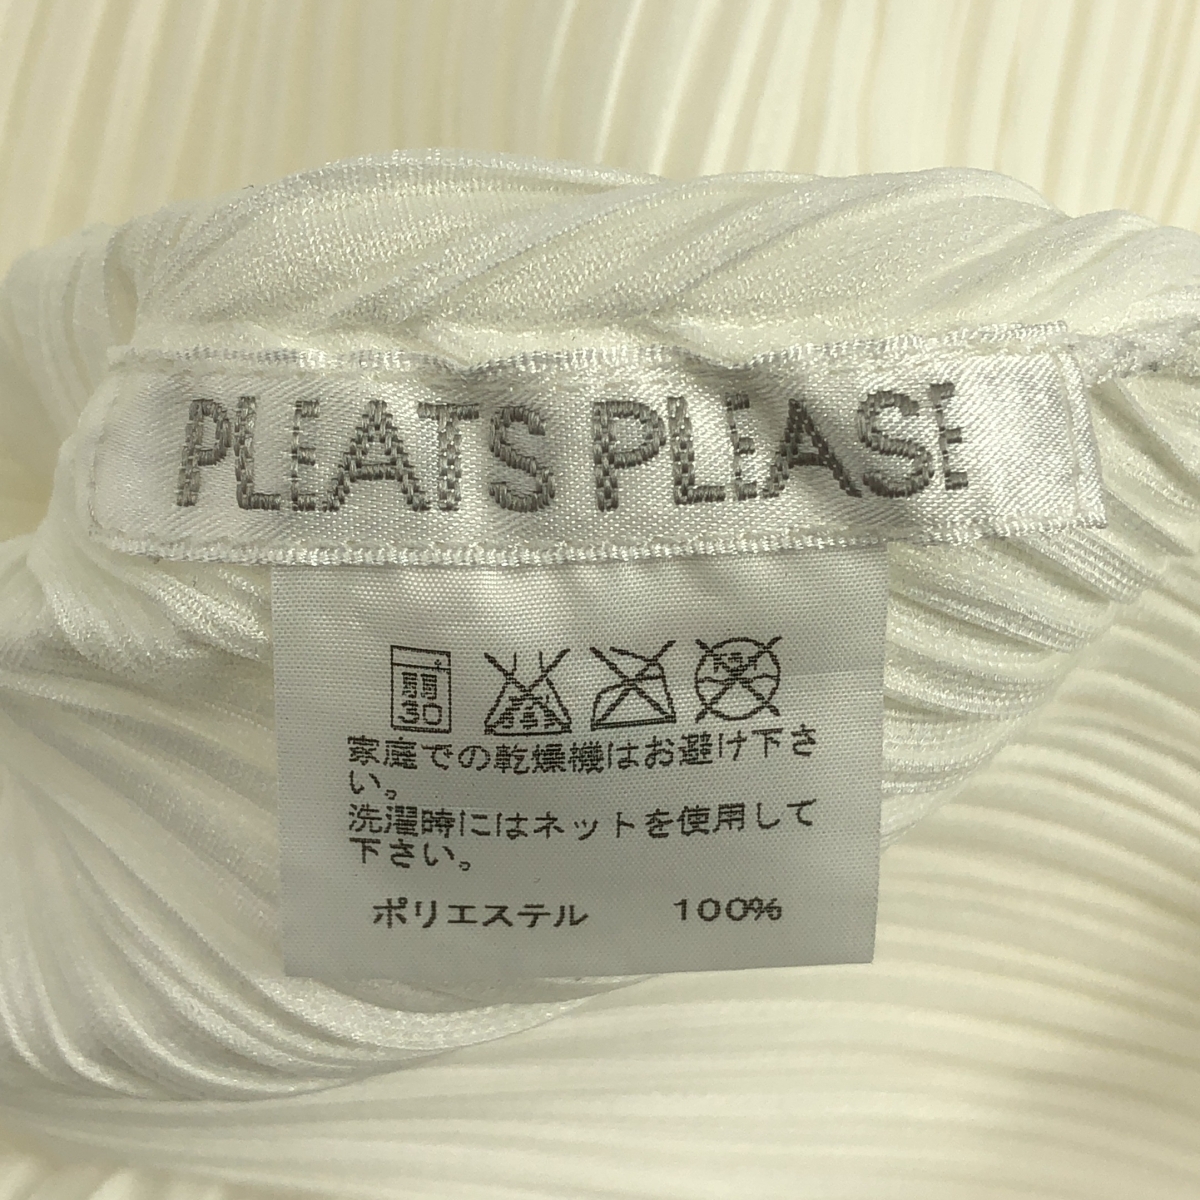 PLEATS PLEASE
弱
30
家庭での乾燥機はお避け下さ
い。
洗濯時にはネットを使用して
下さい。
ポリエステル 100%